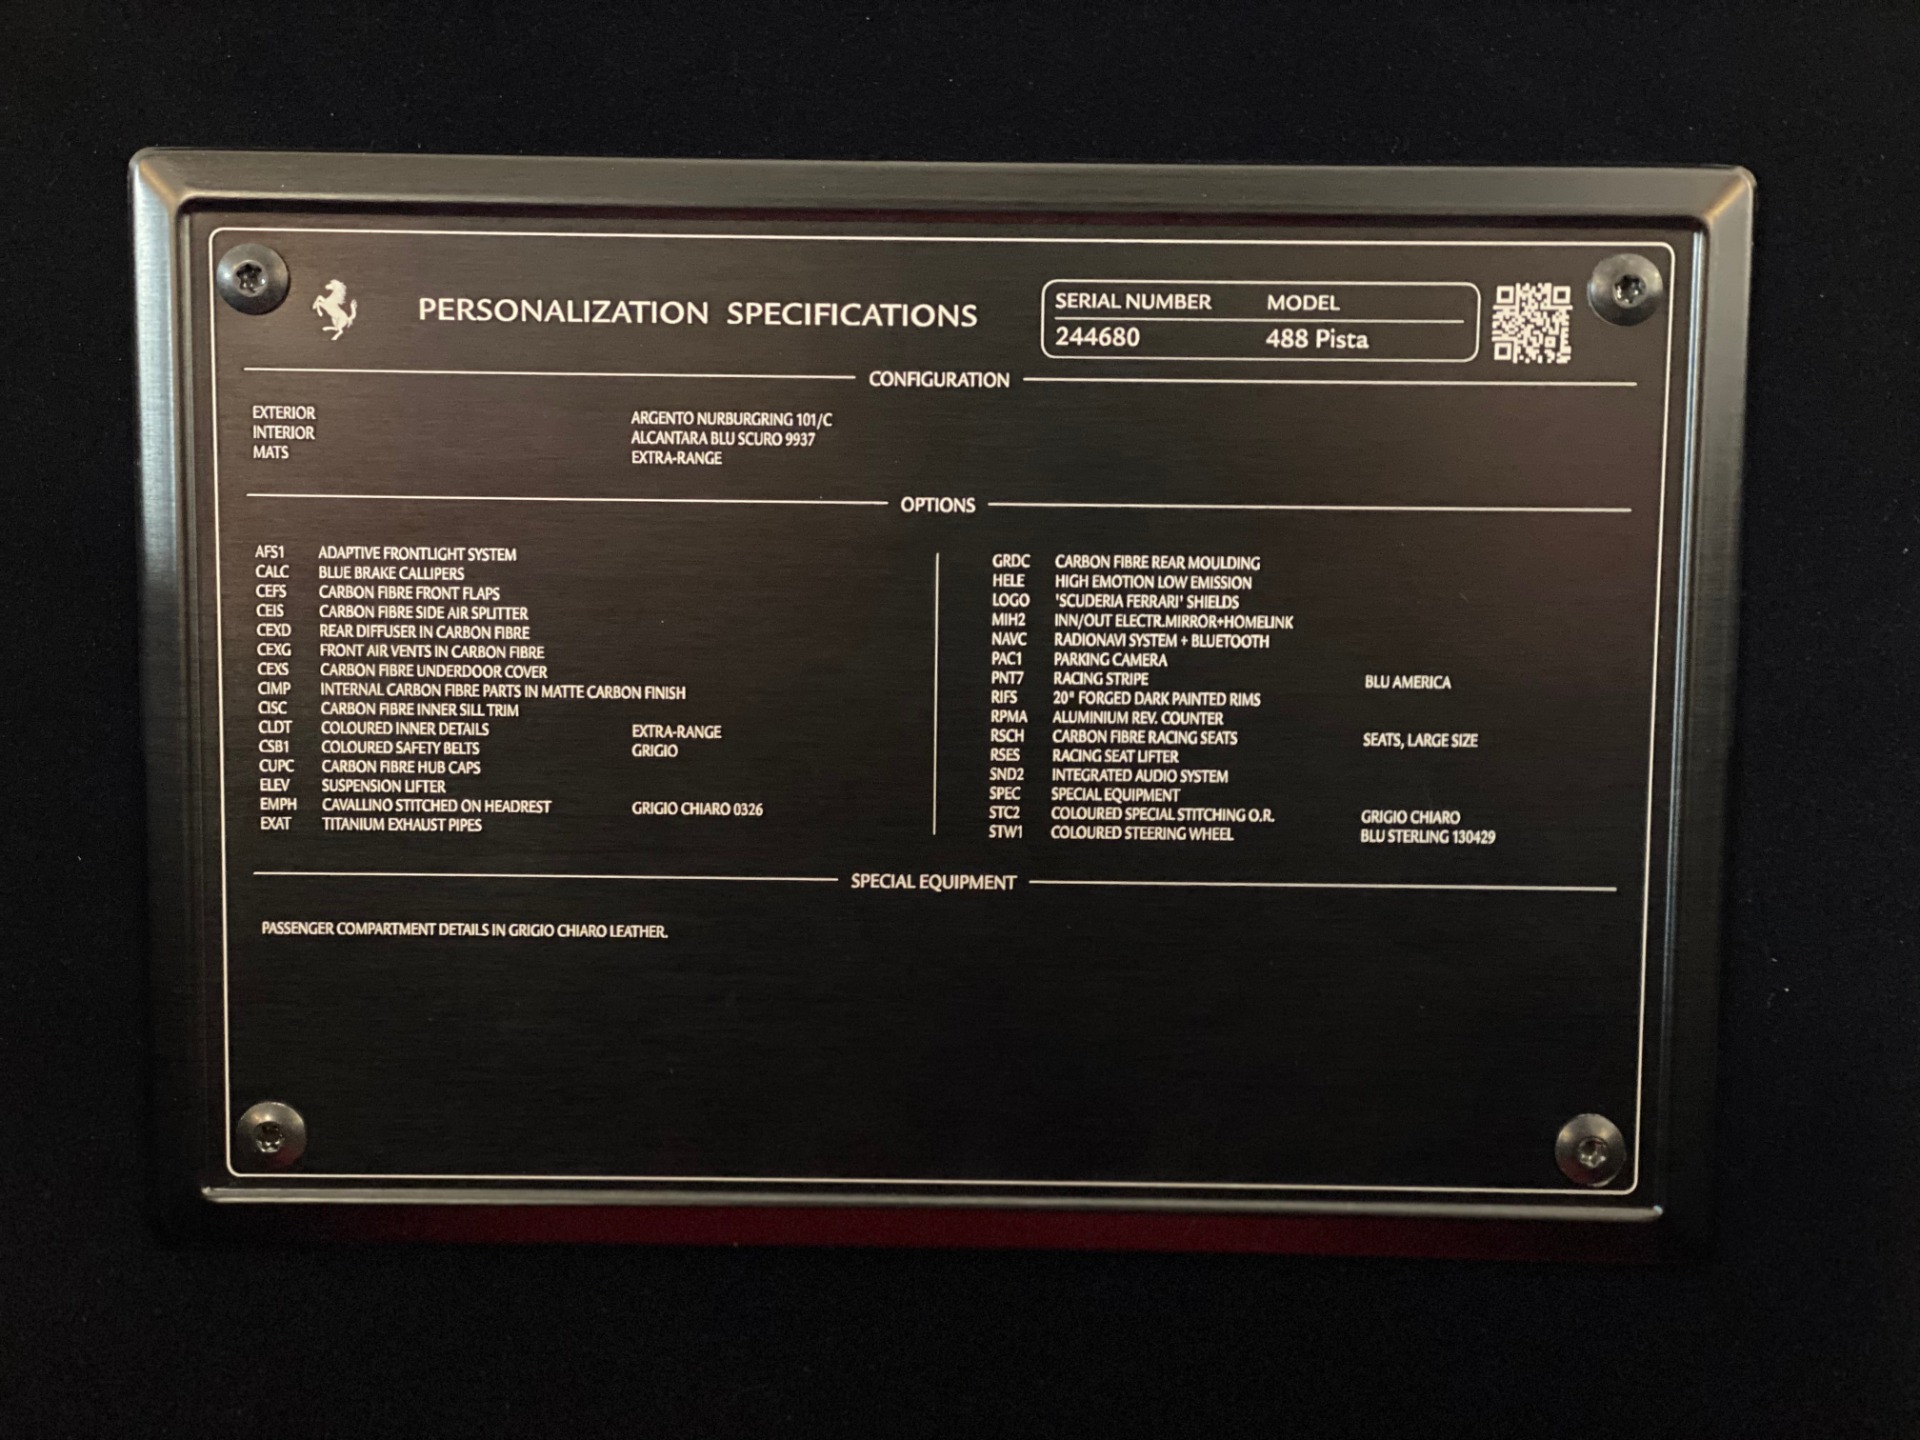 PERSONALIZATION SPECIFICATIONS
SERIAL NUMBER MODEL
244680 488 Pista
CONFIGURATION
EXTERIOR ARGENTO NURBURGRING 101/C
INTERIOR ALCANTARA BLU SCURO 9937
MATS EXTRA-RANGE
OPTIONS
AFS1 ADAPTIVE FRONTLIGHT SYSTEM
CALC BLUE BRAKE CALLIPERS
CEFS CARBON FIBRE FRONT FLAPS
CEIS CARBON FIBRE SIDE AIR SPLITTER
CEXD REAR DIFFUSER IN CARBON FIBRE
CEXG FRONT AIR VENTS IN CARBON FIBRE
CEXS CARBON FIBRE UNDERDOOR COVER
CIMP INTERNAL CARBON FIBRE PARTS IN MATTE CARBON FINISH
CISC CARBON FIBRE INNER SILL TRIM
CLDT COLOURED INNER DETAILS EXTRA-RANGE
CSB1 COLOURED SAFETY BELTS GRIGIO
CUPC CARBON FIBRE HUB CAPS
ELEV SUSPENSION LIFTER
EMPH CAVALLINO STITCHED ON HEADREST GRIGIO CHIARO 0326
EXAT TITANIUM EXHAUST PIPES
GRDC CARBON FIBRE REAR MOULDING
HELE HIGH EMOTION LOW EMISSION
LOGO 'SCUDERIA FERRARI' SHIELDS
MIH2 INN/OUT ELECTR.MIRROR+HOMELINK
NAVC RADIONAVI SYSTEM + BLUETOOTH
PAC1 PARKING CAMERA
PNT7 RACING STRIPE BLU AMERICA
RIFS 20" FORGED DARK PAINTED RIMS
RPMA ALUMINIUM REV. COUNTER
RSCH CARBON FIBRE RACING SEATS SEATS, LARGE SIZE
RSES RACING SEAT LIFTER
SND2 INTEGRATED AUDIO SYSTEM
SPEC SPECIAL EQUIPMENT
STC2 COLOURED SPECIAL STITCHING O.R. GRIGIO CHIARO
STW1 COLOURED STEERING WHEEL BLU STERLING 130429
SPECIAL EQUIPMENT
PASSENGER COMPARTMENT DETAILS IN GRIGIO CHIARO LEATHER.